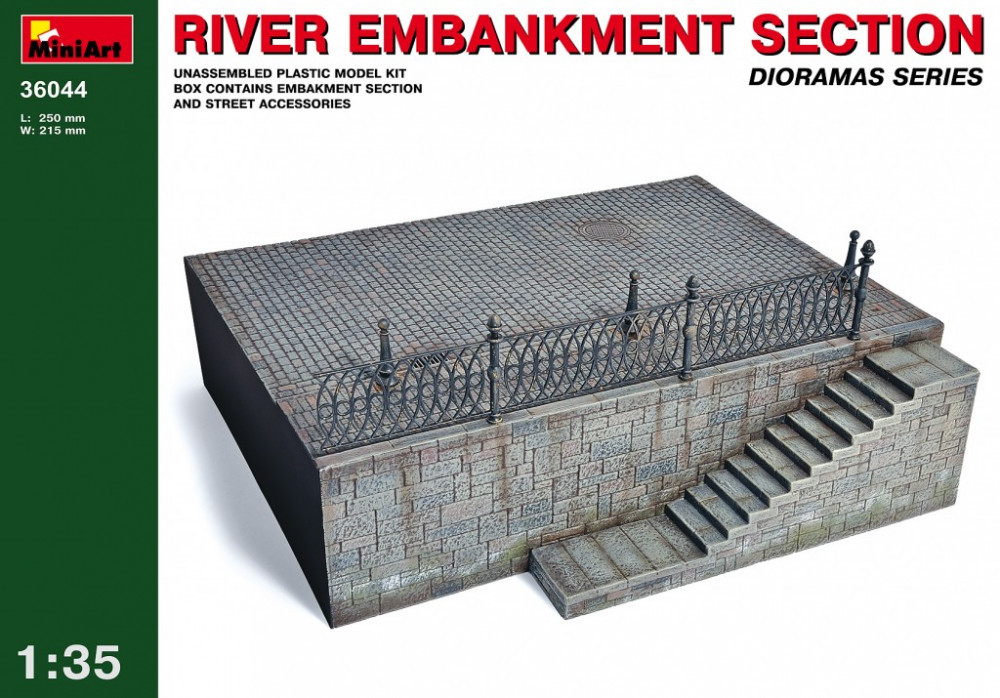 MiniArt
36044
L: 250 mm
W: 215 mm
RIVER EMBANKMENT SECTION
UNASSEMBLED PLASTIC MODEL KIT
BOX CONTAINS EMBAKMENT SECTION
AND STREET ACCESSORIES
DIORAMAS SERIES
1:35